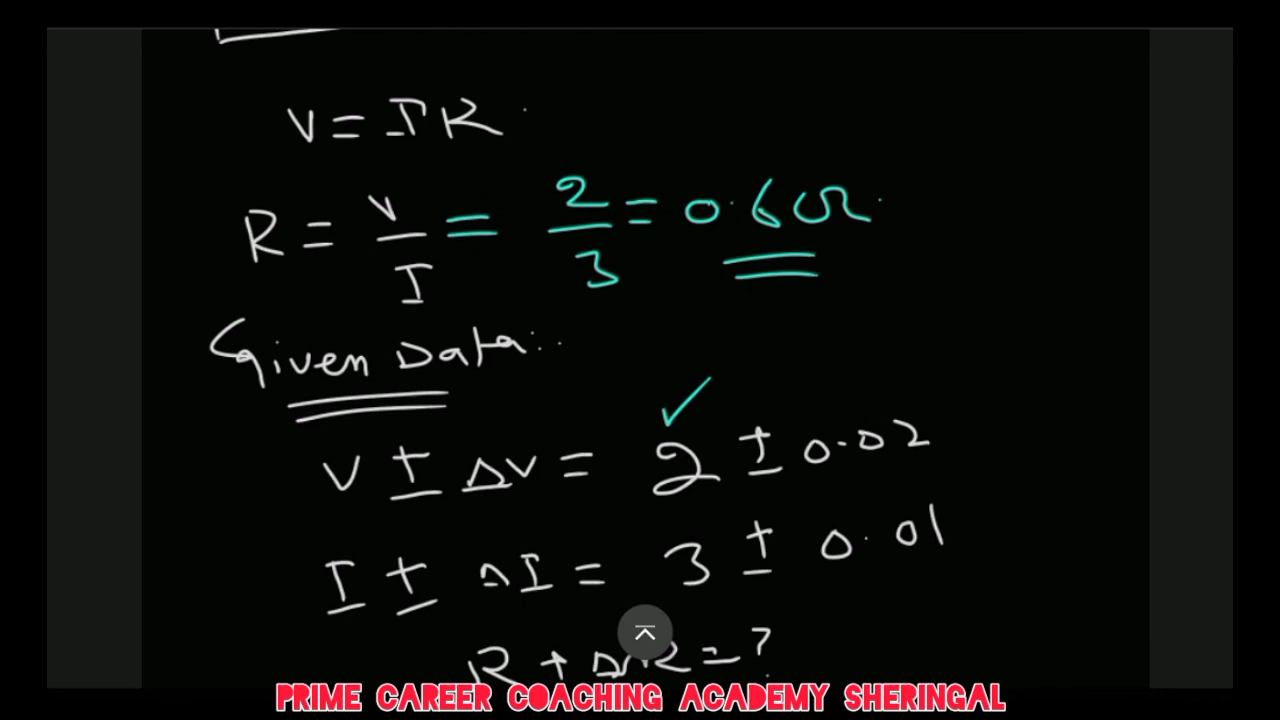 V = IR
R = V/I = 2/3 = 0.6Ω
Given Data:
V ± ΔV = 2 ± 0.02
I ± ΔI = 3 ± 0.01
R + ΔR = ?
PRIME CAREER COACHING ACADEMY SHERINGAL